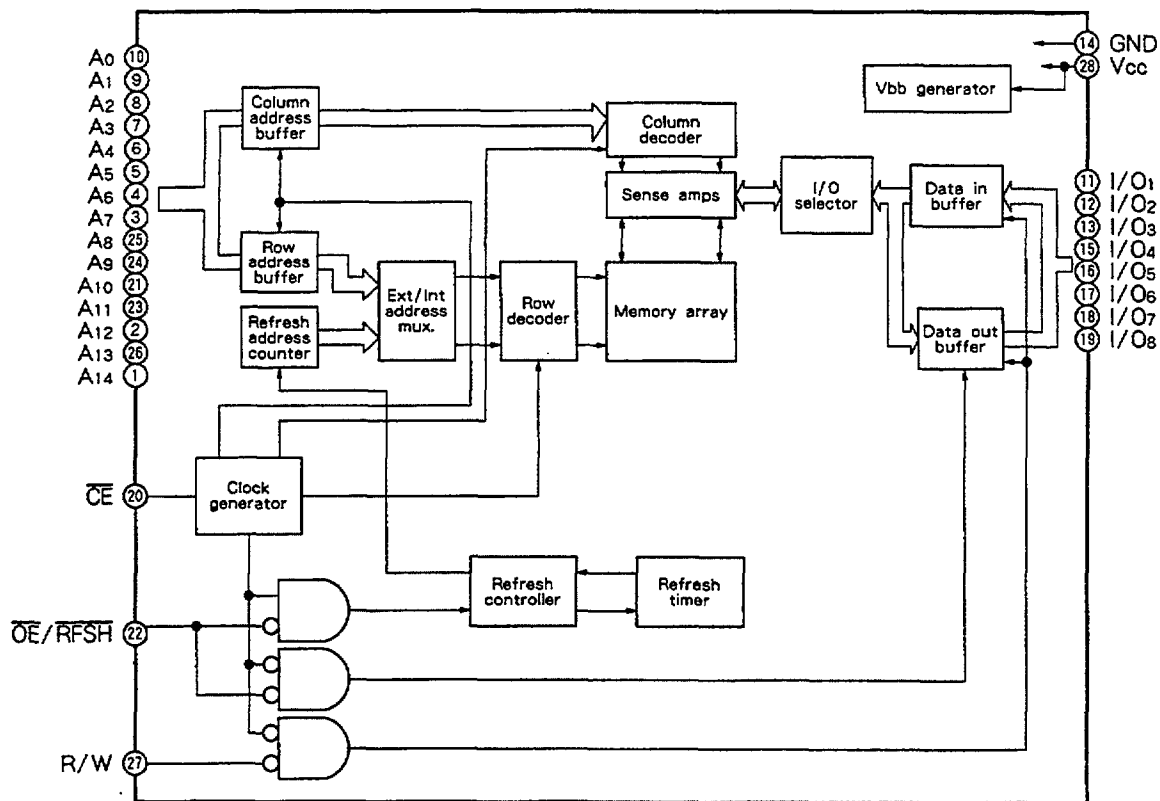 A0 10
A1 9
A2 8
A3 7
A4 6
A5 5
A6 4
A7 3
A8 25
A9 24
A10 21
A11 23
A12 2
A13 26
A14 1
C̅E̅ 20
O̅E̅/R̅F̅S̅H̅ 22
R/W 27
Column
address
buffer
Row
address
buffer
Refresh
address
counter
Ext/Int
address
mux.
Row
decoder
Column
decoder
Sense amps
Memory array
I/O
selector
Vbb generator
Data in
buffer
Data out
buffer
Clock
generator
Refresh
controller
Refresh
timer
14 GND
28 Vcc
11 I/O1
12 I/O2
13 I/O3
15 I/O4
16 I/O5
17 I/O6
18 I/O7
19 I/O8